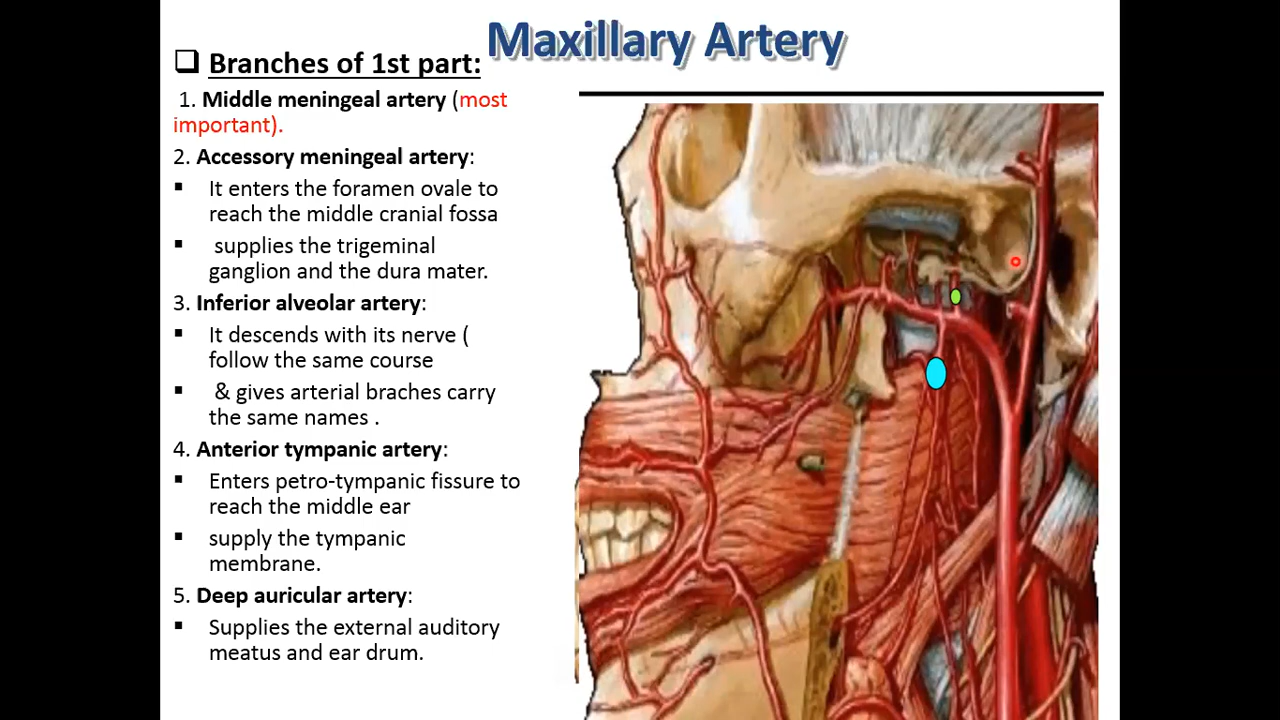 Maxillary Artery
Branches of 1st part:
1. Middle meningeal artery (most
important).
2. Accessory meningeal artery:
▪ It enters the foramen ovale to
reach the middle cranial fossa
▪ supplies the trigeminal
ganglion and the dura mater.
3. Inferior alveolar artery:
▪ It descends with its nerve (
follow the same course
▪ & gives arterial braches carry
the same names .
4. Anterior tympanic artery:
▪ Enters petro-tympanic fissure to
reach the middle ear
▪ supply the tympanic
membrane.
5. Deep auricular artery:
▪ Supplies the external auditory
meatus and ear drum.